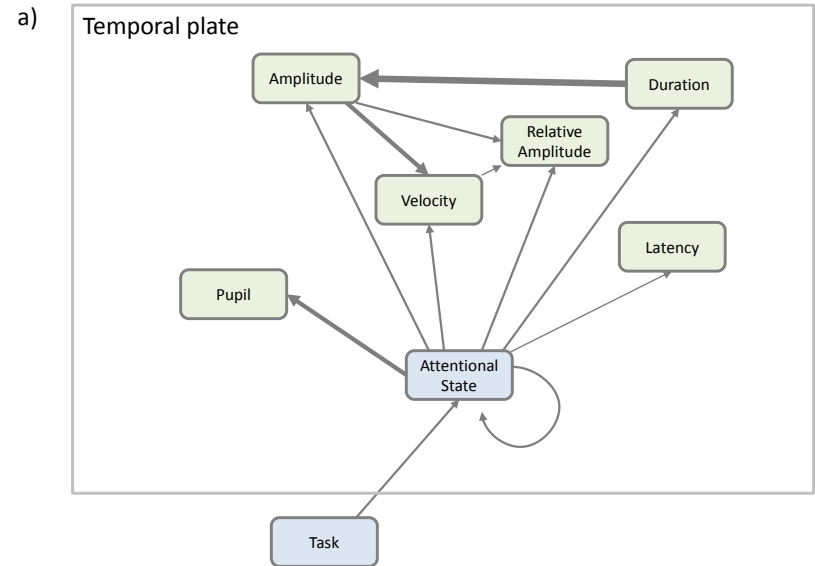 a)
Temporal plate
Amplitude
Duration
Relative
Amplitude
Velocity
Latency
Pupil
Attentional
State
Task